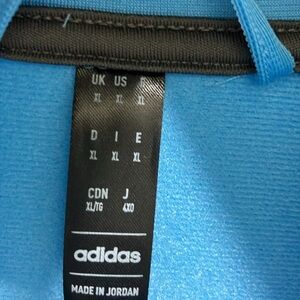 UK US F
XL XL XL
D I E
XL XL XL
CDN J
XL/TG 4XO
adidas
MADE IN JORDAN